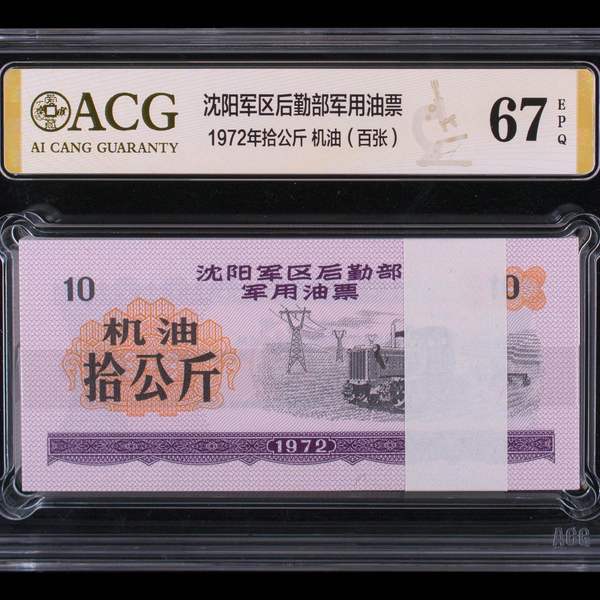 ACG
AI CANG GUARANTY
沈阳军区后勤部军用油票
1972年拾公斤 机油（百张）
67
EPQ
沈阳军区后勤部
军用油票
10
0
机油
拾公斤
1972
ACG